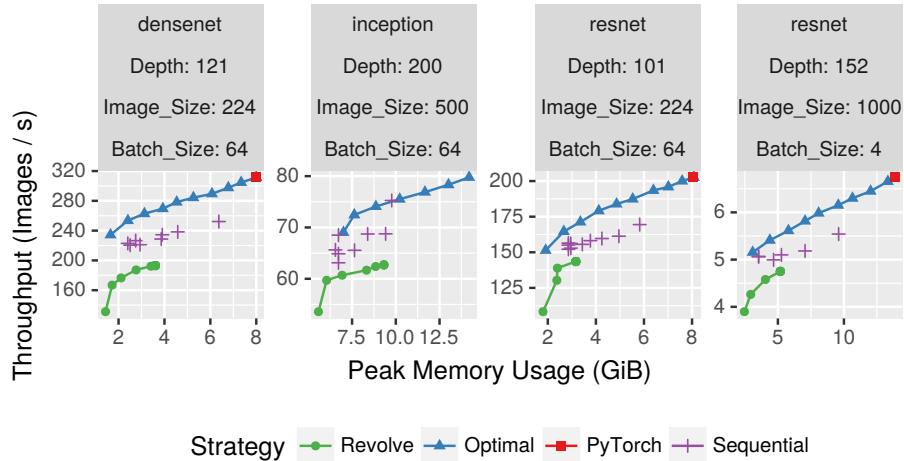 densenet inception resnet resnet
Depth: 121 Depth: 200 Depth: 101 Depth: 152
Image_Size: 224 Image_Size: 500 Image_Size: 224 Image_Size: 1000
Batch_Size: 64 Batch_Size: 64 Batch_Size: 64 Batch_Size: 4
Throughput (Images / s)
320
280
240
200
160
80
70
60
200
175
150
125
6
5
4
2 4 6 8 7.5 10.0 12.5 2 4 6 8 5 10
Peak Memory Usage (GiB)
Strategy Revolve Optimal PyTorch Sequential